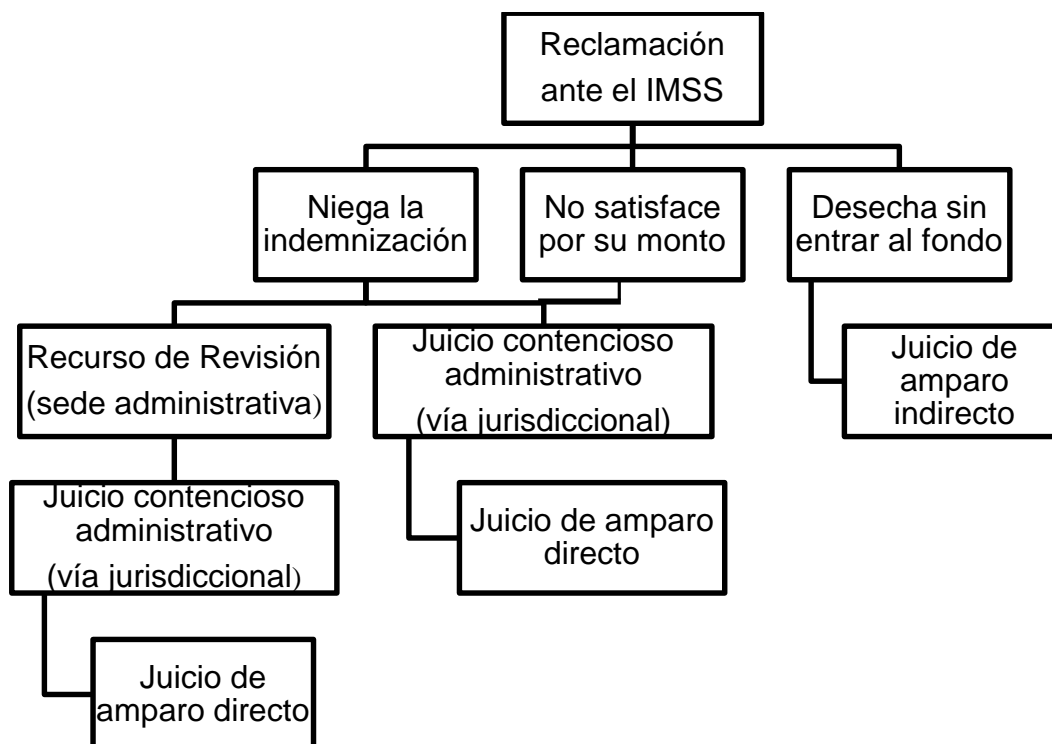 Reclamación
ante el IMSS
Niega la
indemnización
No satisface
por su monto
Desecha sin
entrar al fondo
Recurso de Revisión
(sede administrativa)
Juicio contencioso
administrativo
(vía jurisdiccional)
Juicio de
amparo
indirecto
Juicio contencioso
administrativo
(vía jurisdiccional)
Juicio de amparo
directo
Juicio de
amparo directo